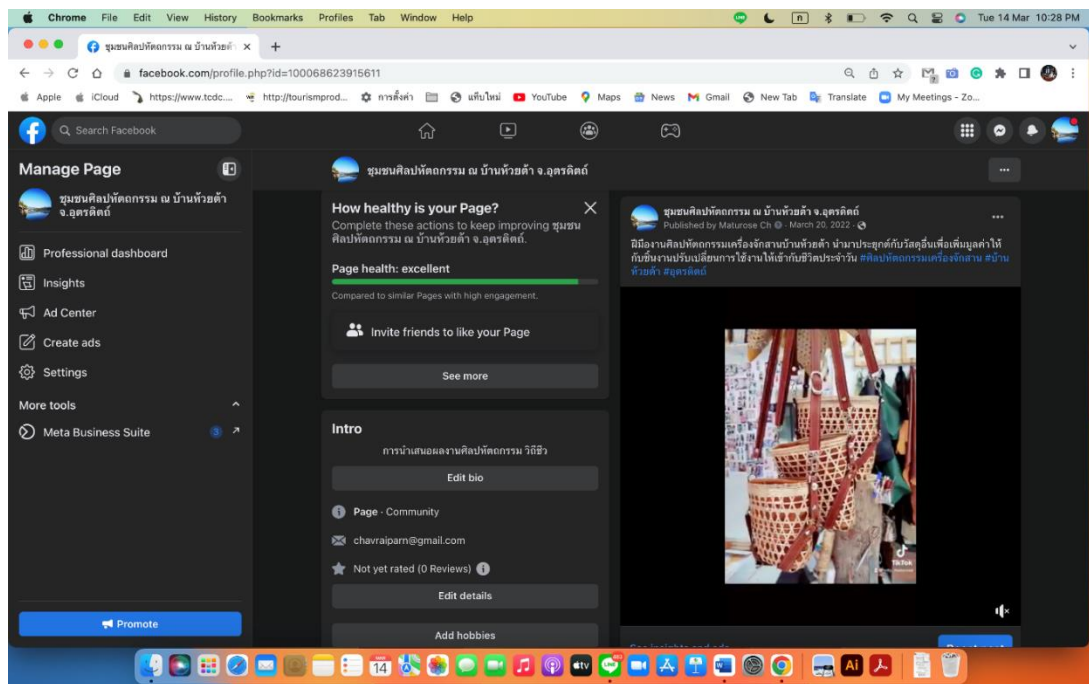 Chrome File Edit View History Bookmarks Profiles Tab Window Help
Tue 14 Mar 10:28 PM
ชุมชนศิลปหัตถกรรม ณ บ้านห้วยต้า
facebook.com/profile.php?id=100068623915611
Apple iCloud https://www.tcdc.... http://tourismprod... การตั้งค่า แท็บใหม่ YouTube Maps News Gmail New Tab Translate My Meetings - Zo...
Search Facebook
Manage Page
ชุมชนศิลปหัตถกรรม ณ บ้านห้วยต้า
จ.อุตรดิตถ์
Professional dashboard
Insights
Ad Center
Create ads
Settings
More tools
Meta Business Suite
Promote
ชุมชนศิลปหัตถกรรม ณ บ้านห้วยต้า จ.อุตรดิตถ์
How healthy is your Page?
Complete these actions to keep improving ชุมชน
ศิลปหัตถกรรม ณ บ้านห้วยต้า จ.อุตรดิตถ์.
Page health: excellent
Compared to similar Pages with high engagement.
Invite friends to like your Page
See more
Intro
การนำเสนอผลงานศิลปหัตถกรรม วิถีชีว
Edit bio
Page · Community
chavraiparn@gmail.com
Not yet rated (0 Reviews)
Edit details
Add hobbies
ชุมชนศิลปหัตถกรรม ณ บ้านห้วยต้า จ.อุตรดิตถ์
Published by Maturose Ch · March 20, 2022 ·
ฝีมืองานศิลปหัตถกรรมเครื่องจักสานบ้านห้วยต้า นำมาประยุกต์กับวัสดุอื่นเพื่อเพิ่มมูลค่าให้
กับชิ้นงานปรับเปลี่ยนการใช้งานให้เข้ากับชีวิตประจำวัน #ศิลปหัตถกรรมเครื่องจักสาน #บ้าน
ห้วยต้า #อุตรดิตถ์
TikTok
See insights and ads
Boost post
14
Ai